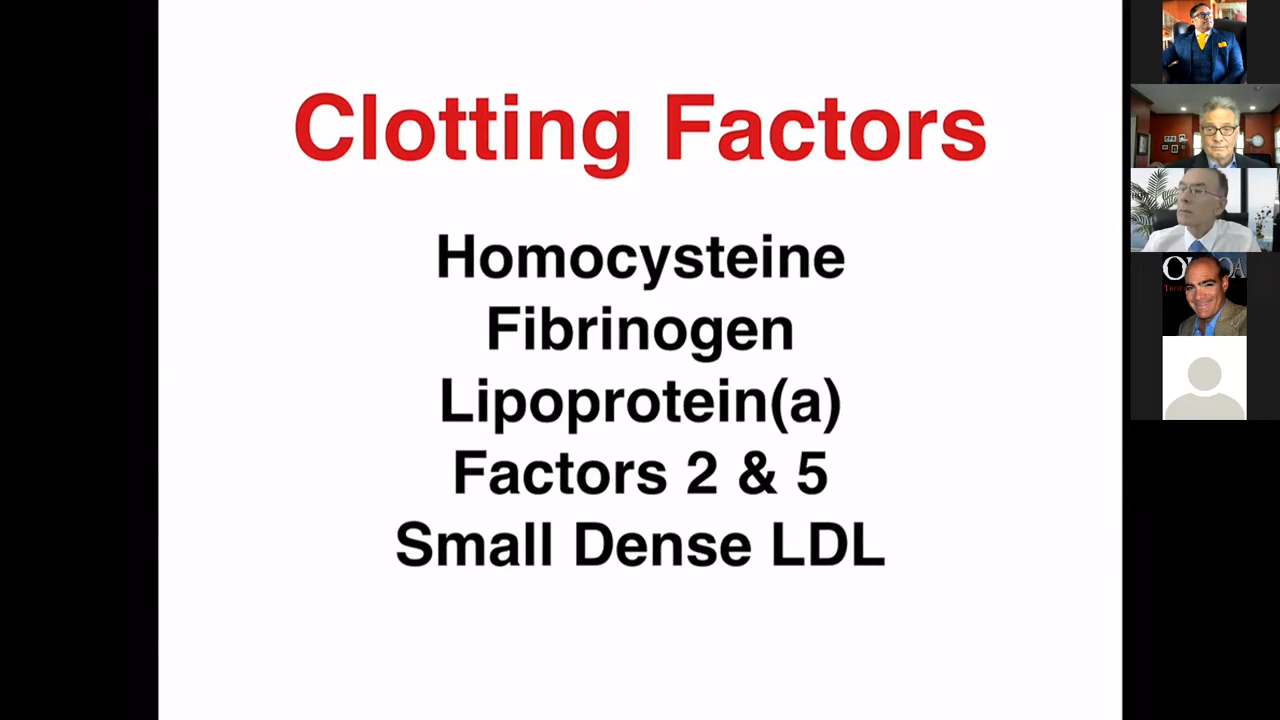 Clotting Factors
Homocysteine
Fibrinogen
Lipoprotein(a)
Factors 2 & 5
Small Dense LDL